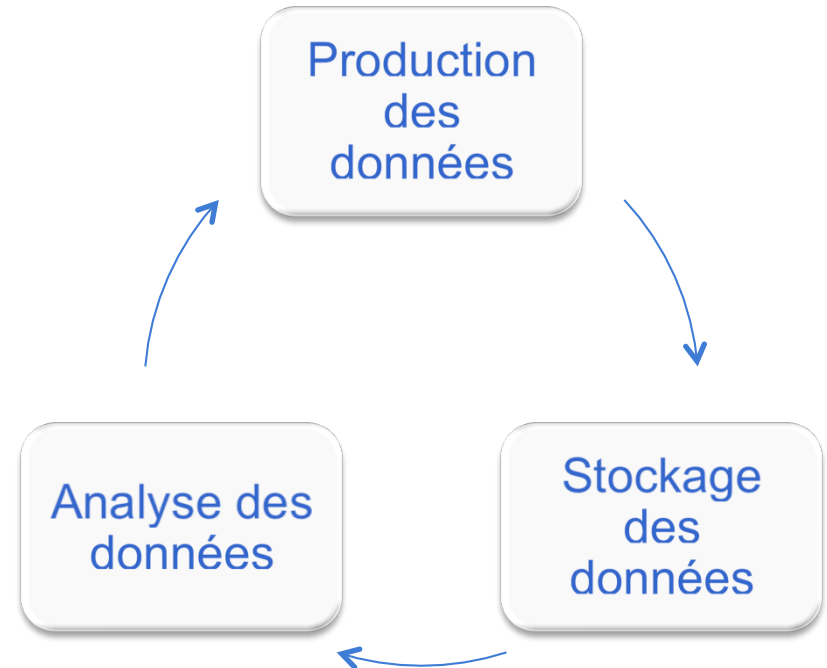 Production
des
données
Stockage
des
données
Analyse des
données